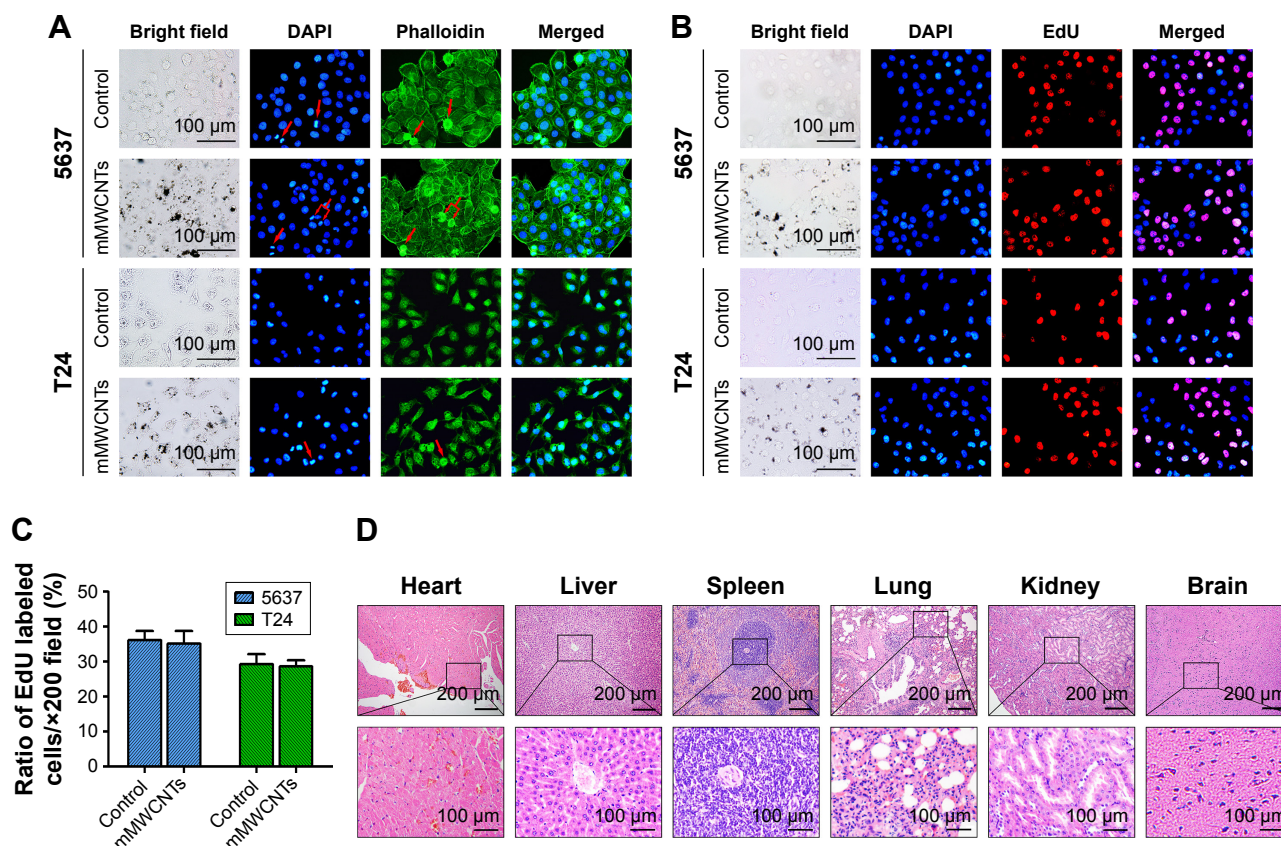 A
Bright field DAPI Phalloidin Merged
5637
Control
100 µm
mMWCNTs
100 µm
T24
Control
100 µm
mMWCNTs
100 µm
B
Bright field DAPI EdU Merged
5637
Control
100 µm
mMWCNTs
100 µm
T24
Control
100 µm
mMWCNTs
100 µm
C
Ratio of EdU labeled
cells/×200 field (%)
50
40
30
20
10
0
5637
T24
Control
mMWCNTs
Control
mMWCNTs
D
Heart Liver Spleen Lung Kidney Brain
200 µm 200 µm 200 µm 200 µm 200 µm 200 µm
100 µm 100 µm 100 µm 100 µm 100 µm 100 µm